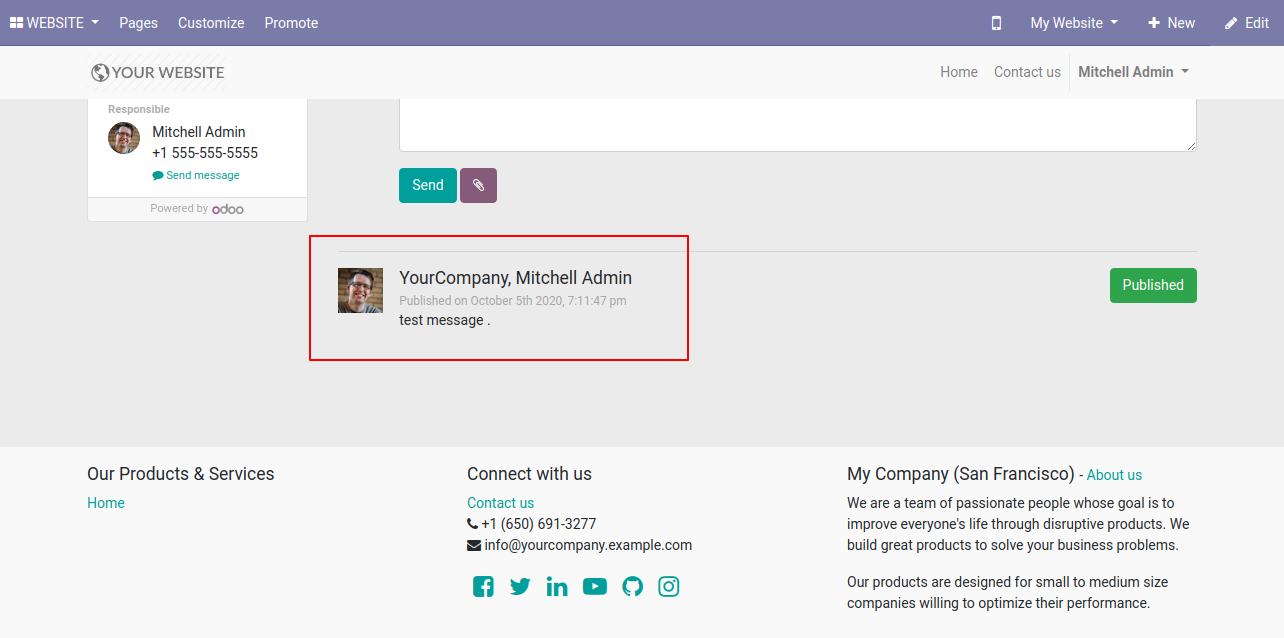 WEBSITE Pages Customize Promote My Website New Edit
YOUR WEBSITE Home Contact us Mitchell Admin
Responsible
Mitchell Admin
+1 555-555-5555
Send message
Powered by odoo
Send
YourCompany, Mitchell Admin
Published on October 5th 2020, 7:11:47 pm
test message .
Published
Our Products & Services
Home
Connect with us
Contact us
+1 (650) 691-3277
info@yourcompany.example.com
My Company (San Francisco) - About us
We are a team of passionate people whose goal is to
improve everyone's life through disruptive products. We
build great products to solve your business problems.
Our products are designed for small to medium size
companies willing to optimize their performance.